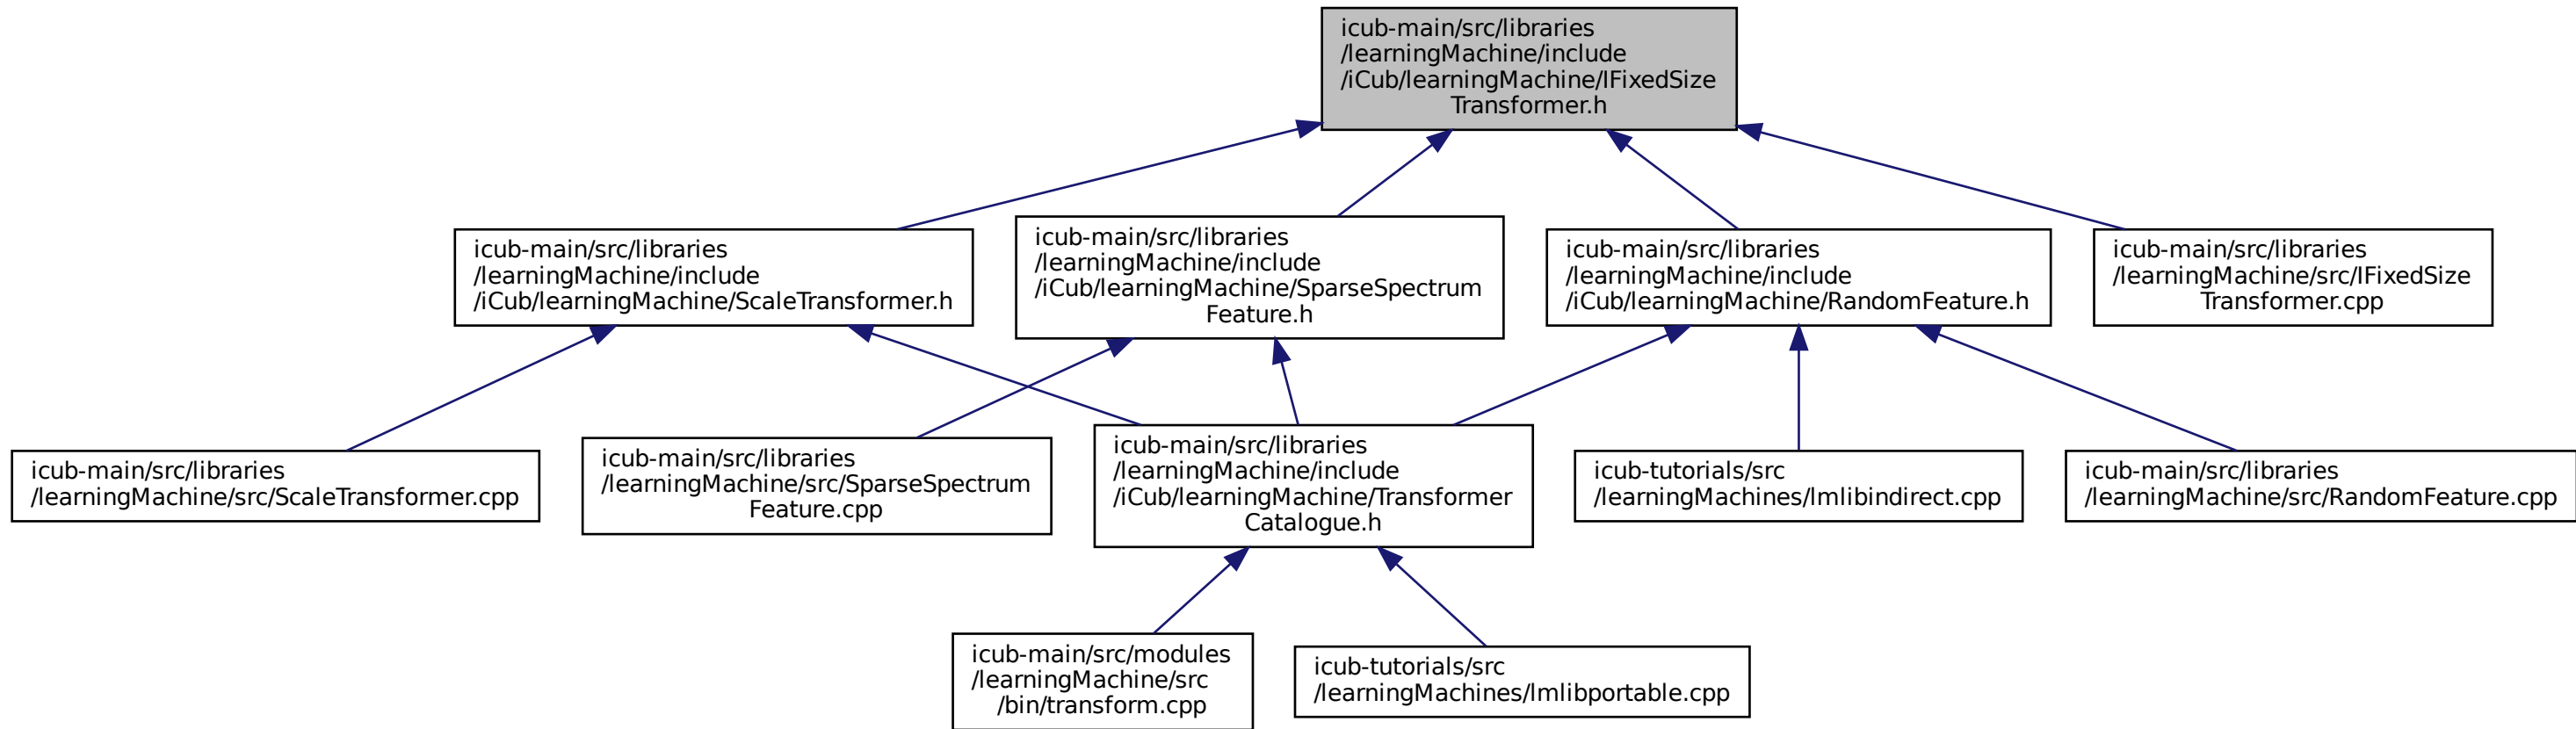 icub-main/src/libraries
/learningMachine/include
/iCub/learningMachine/IFixedSize
Transformer.h
icub-main/src/libraries
/learningMachine/include
/iCub/learningMachine/ScaleTransformer.h
icub-main/src/libraries
/learningMachine/include
/iCub/learningMachine/SparseSpectrum
Feature.h
icub-main/src/libraries
/learningMachine/include
/iCub/learningMachine/RandomFeature.h
icub-main/src/libraries
/learningMachine/src/IFixedSize
Transformer.cpp
icub-main/src/libraries
/learningMachine/src/ScaleTransformer.cpp
icub-main/src/libraries
/learningMachine/src/SparseSpectrum
Feature.cpp
icub-main/src/libraries
/learningMachine/include
/iCub/learningMachine/Transformer
Catalogue.h
icub-tutorials/src
/learningMachines/lmlibindirect.cpp
icub-main/src/libraries
/learningMachine/src/RandomFeature.cpp
icub-main/src/modules
/learningMachine/src
/bin/transform.cpp
icub-tutorials/src
/learningMachines/lmlibportable.cpp